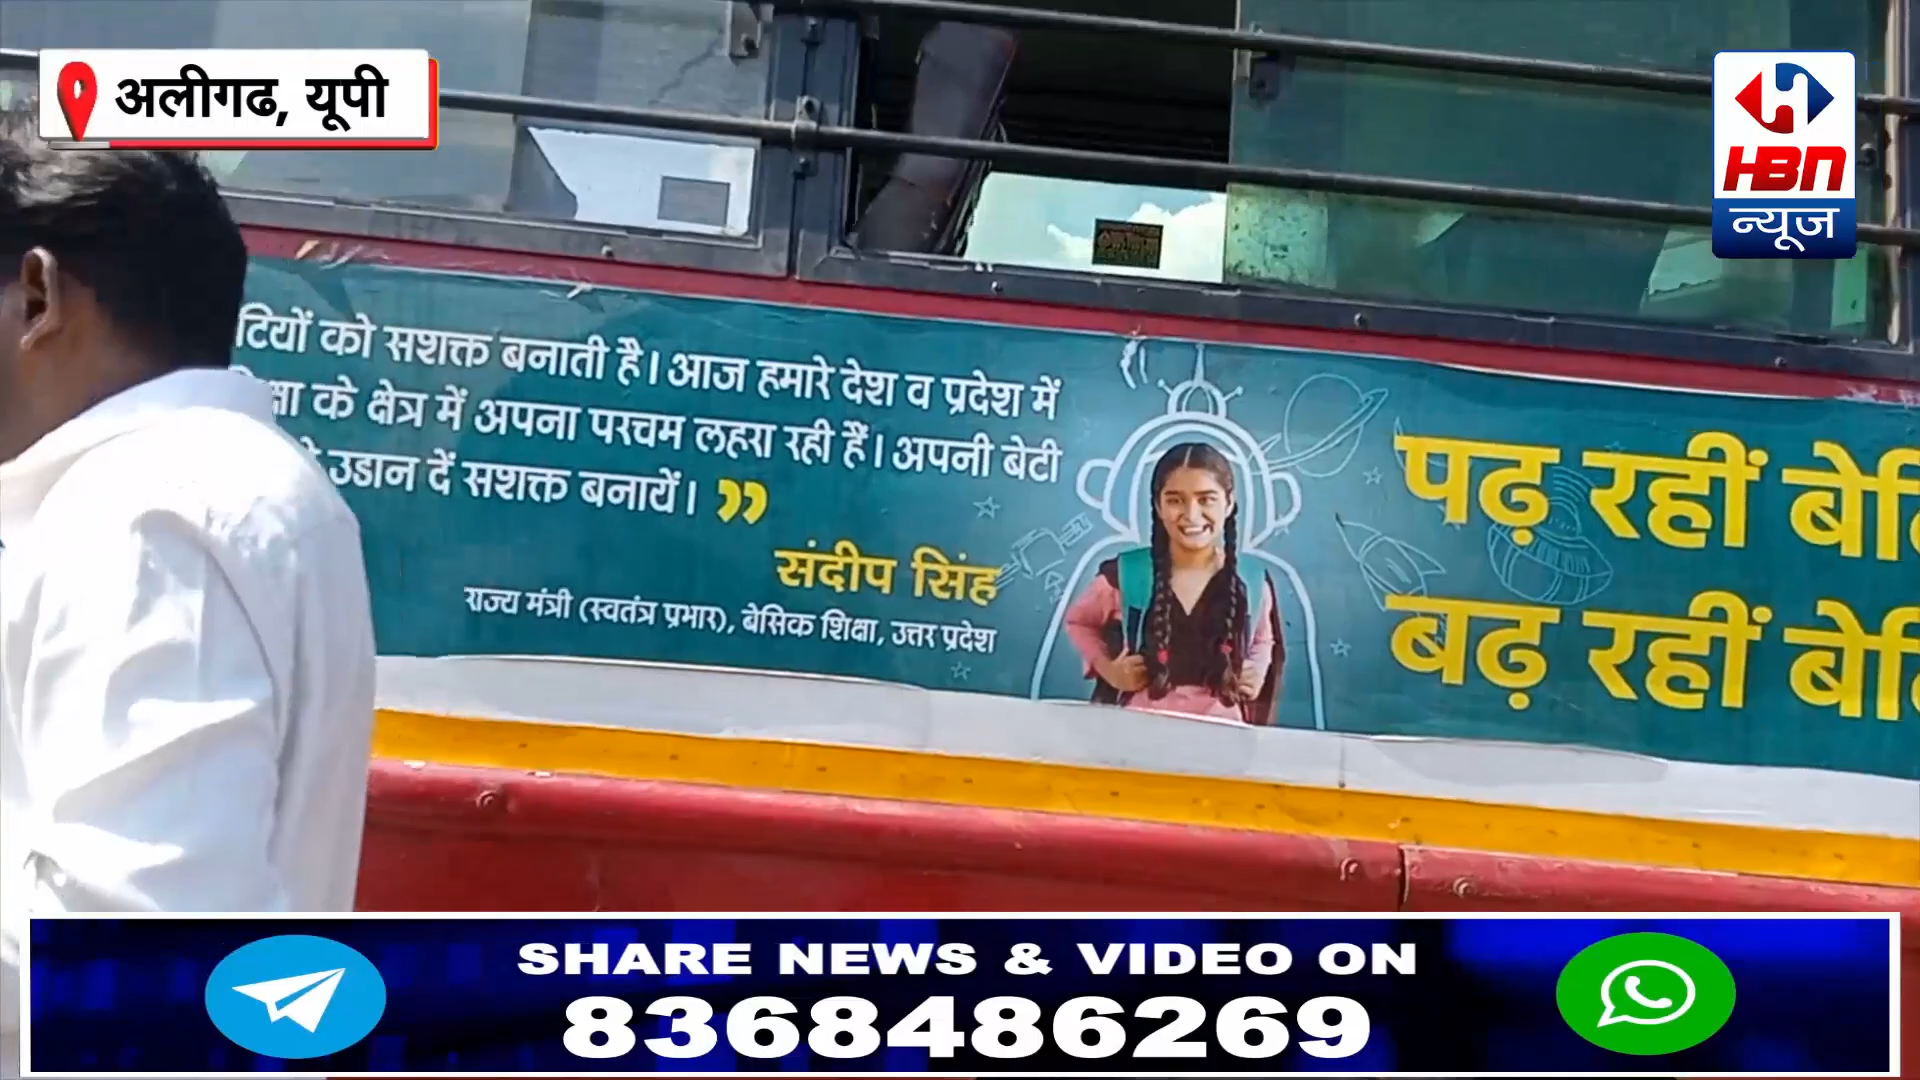 अलीगढ, यूपी
HBN
न्यूज
टियों को सशक्त बनाती है। आज हमारे देश व प्रदेश में
के क्षेत्र में अपना परचम लहरा रही हैं। अपनी बेटी
उडान दें सशक्त बनायें। ”
संदीप सिंह
राज्य मंत्री (स्वतंत्र प्रभार), बेसिक शिक्षा, उत्तर प्रदेश
पढ़ रहीं
बढ़ रहीं
SHARE NEWS & VIDEO ON
8368486269